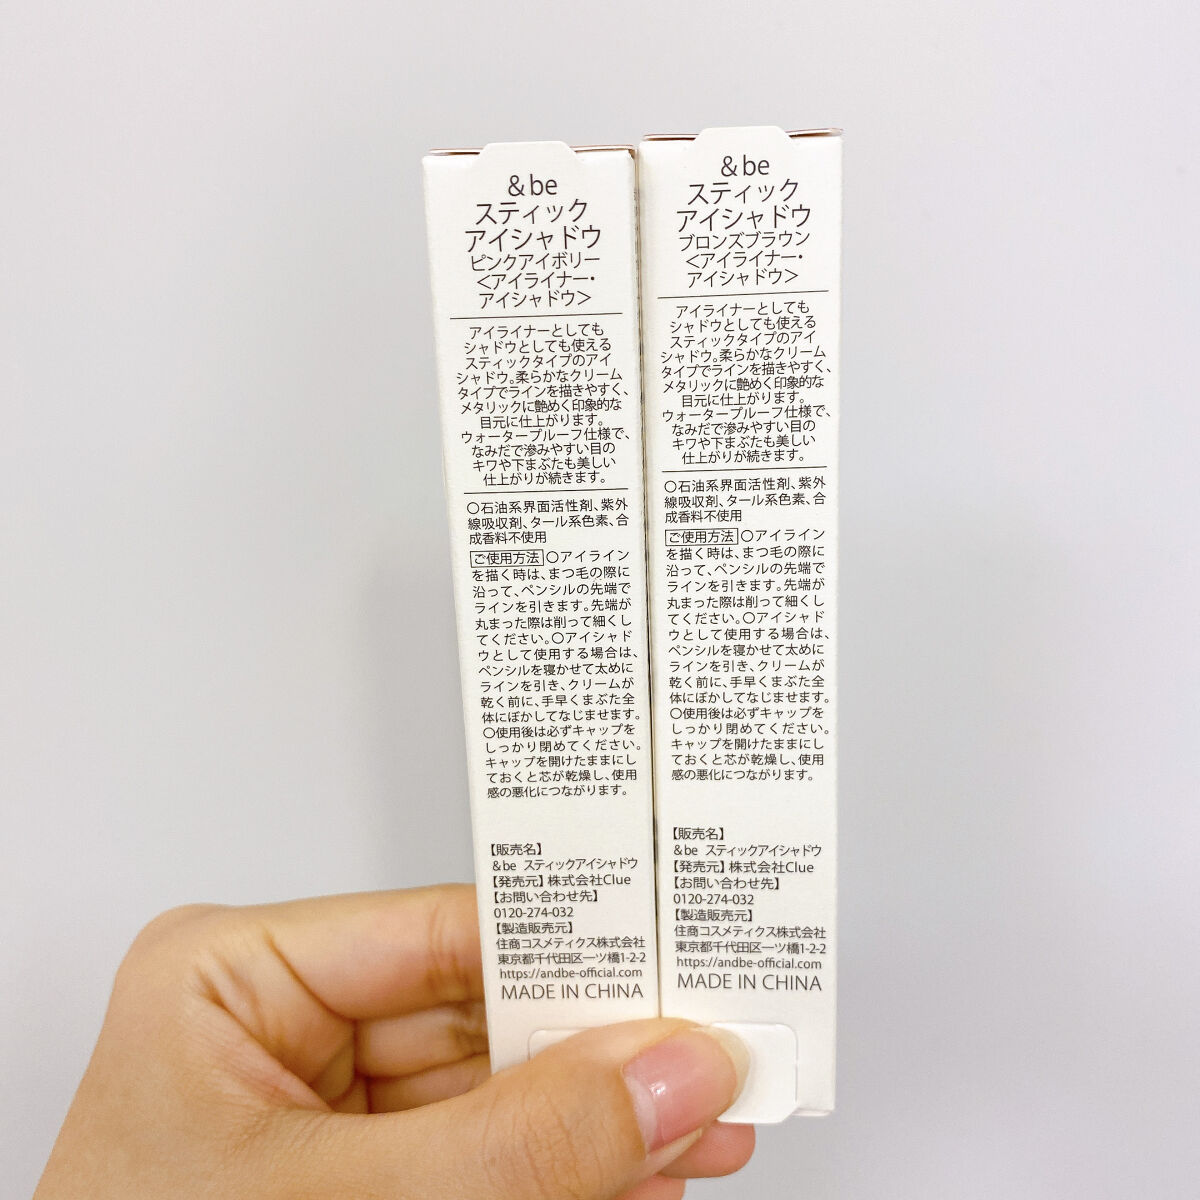 &be
スティック
アイシャドウ
ピンクアイボリー
<アイライナー・
アイシャドウ>
アイライナーとしても
シャドウとしても使える
スティックタイプのアイ
シャドウ。柔らかなクリーム
タイプでラインを描きやすく、
メタリックに艶めく印象的な
目元に仕上がります。
ウォータープルーフ仕様で、
なみだで滲みやすい目の
キワや下まぶたも美しい
仕上がりが続きます。
○石油系界面活性剤、紫外
線吸収剤、タール系色素、合
成香料不使用
ご使用方法 ○アイライン
を描く時は、まつ毛の際に
沿って、ペンシルの先端で
ラインを引きます。先端が
丸まった際は削って細くし
てください。○アイシャド
ウとして使用する場合は、
ペンシルを寝かせて太めに
ラインを引き、クリームが
乾く前に、手早くまぶた全
体にぼかしてなじませます。
○使用後は必ずキャップを
しっかり閉めてください。
キャップを開けたままにし
ておくと芯が乾燥し、使用
感の悪化につながります。
【販売名】
&be スティックアイシャドウ
【発売元】株式会社Clue
【お問い合わせ先】
0120-274-032
【製造販売元】
住商コスメティクス株式会社
東京都千代田区一ツ橋1-2-2
https://andbe-official.com
MADE IN CHINA
&be
スティック
アイシャドウ
ブロンズブラウン
<アイライナー・
アイシャドウ>
アイライナーとしても
シャドウとしても使える
スティックタイプのアイ
シャドウ。柔らかなクリーム
タイプでラインを描きやすく、
メタリックに艶めく印象的な
目元に仕上がります。
ウォータープルーフ仕様で、
なみだで滲みやすい目の
キワや下まぶたも美しい
仕上がりが続きます。
○石油系界面活性剤、紫外
線吸収剤、タール系色素、合
成香料不使用
ご使用方法 ○アイライン
を描く時は、まつ毛の際に
沿って、ペンシルの先端で
ラインを引きます。先端が
丸まった際は削って細くし
てください。○アイシャド
ウとして使用する場合は、
ペンシルを寝かせて太めに
ラインを引き、クリームが
乾く前に、手早くまぶた全
体にぼかしてなじませます。
○使用後は必ずキャップを
しっかり閉めてください。
キャップを開けたままにし
ておくと芯が乾燥し、使用
感の悪化につながります。
【販売名】
&be スティックアイシャドウ
【発売元】株式会社Clue
【お問い合わせ先】
0120-274-032
【製造販売元】
住商コスメティクス株式会社
東京都千代田区一ツ橋1-2-2
https://andbe-official.com
MADE IN CHINA